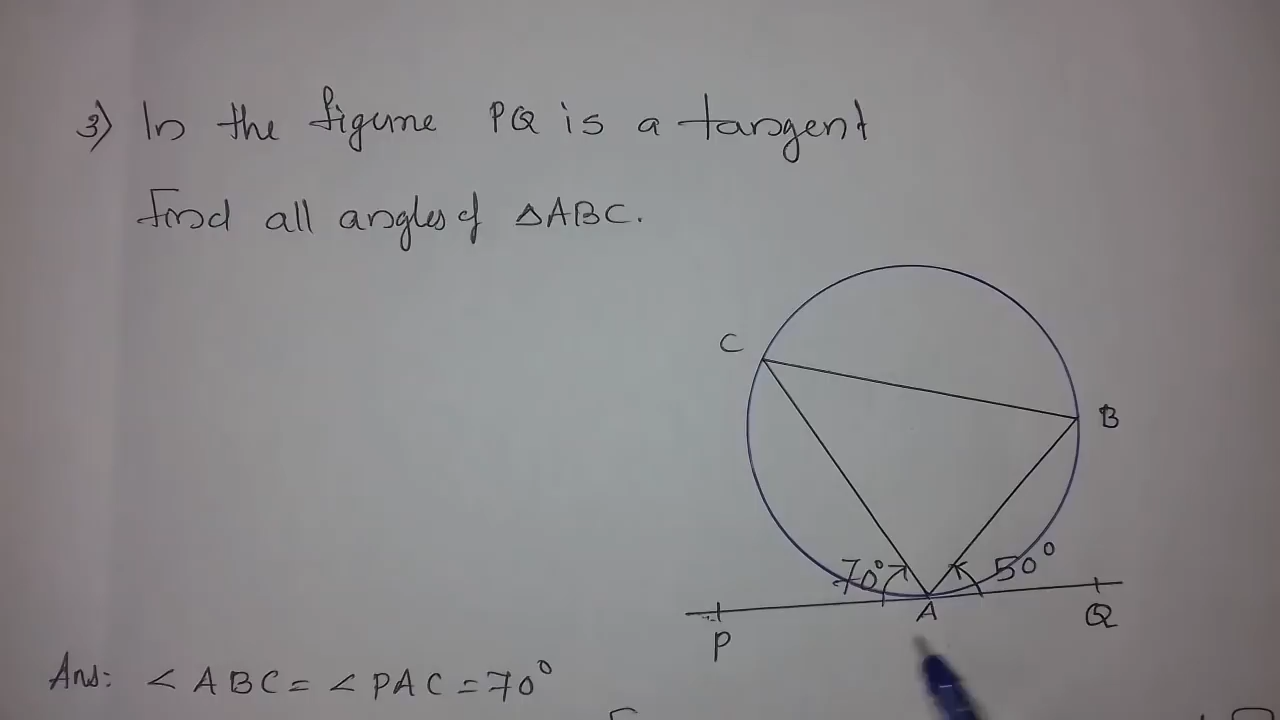 3) In the figure PQ is a tangent
Find all angles of △ABC.
C
B
70° 50°
A
P
Q
Ans: ∠ABC = ∠PAC = 70°